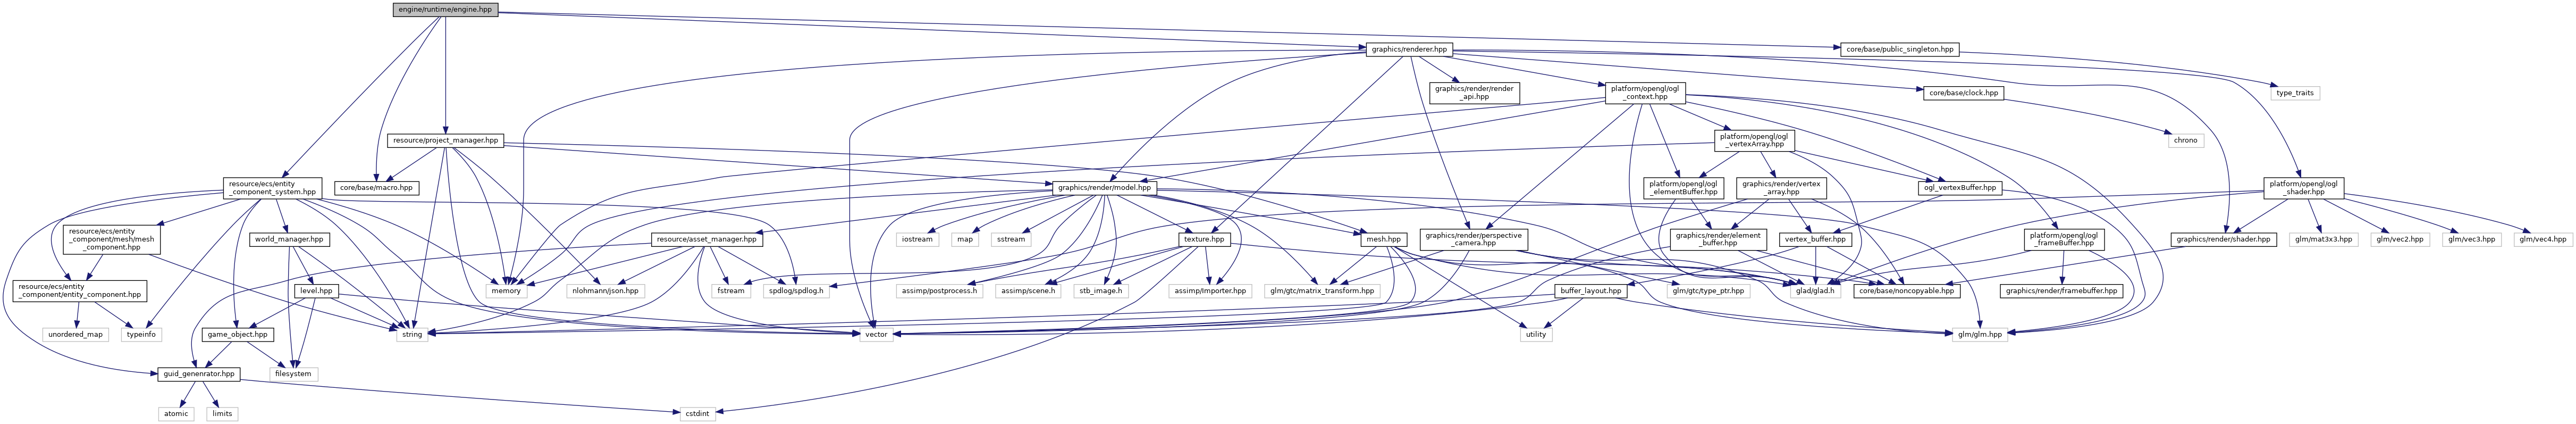 engine/runtime/engine.hpp
graphics/renderer.hpp
core/base/public_singleton.hpp
graphics/render/render
_api.hpp
platform/opengl/ogl
_context.hpp
core/base/clock.hpp
type_traits
resource/project_manager.hpp
platform/opengl/ogl
_vertexArray.hpp
chrono
resource/ecs/entity
_component_system.hpp
core/base/macro.hpp
graphics/render/model.hpp
platform/opengl/ogl
_elementBuffer.hpp
graphics/render/vertex
_array.hpp
ogl_vertexBuffer.hpp
platform/opengl/ogl
_shader.hpp
resource/ecs/entity
_component/mesh/mesh
_component.hpp
world_manager.hpp
resource/asset_manager.hpp
iostream
map
sstream
texture.hpp
mesh.hpp
graphics/render/perspective
_camera.hpp
graphics/render/element
_buffer.hpp
vertex_buffer.hpp
platform/opengl/ogl
_frameBuffer.hpp
graphics/render/shader.hpp
glm/mat3x3.hpp
glm/vec2.hpp
glm/vec3.hpp
glm/vec4.hpp
resource/ecs/entity
_component/entity_component.hpp
level.hpp
memory
nlohmann/json.hpp
fstream
spdlog/spdlog.h
assimp/postprocess.h
assimp/scene.h
stb_image.h
assimp/Importer.hpp
glm/gtc/matrix_transform.hpp
buffer_layout.hpp
glm/gtc/type_ptr.hpp
glad/glad.h
core/base/noncopyable.hpp
graphics/render/framebuffer.hpp
unordered_map
typeinfo
game_object.hpp
string
vector
utility
glm/glm.hpp
guid_genenrator.hpp
filesystem
atomic
limits
cstdint